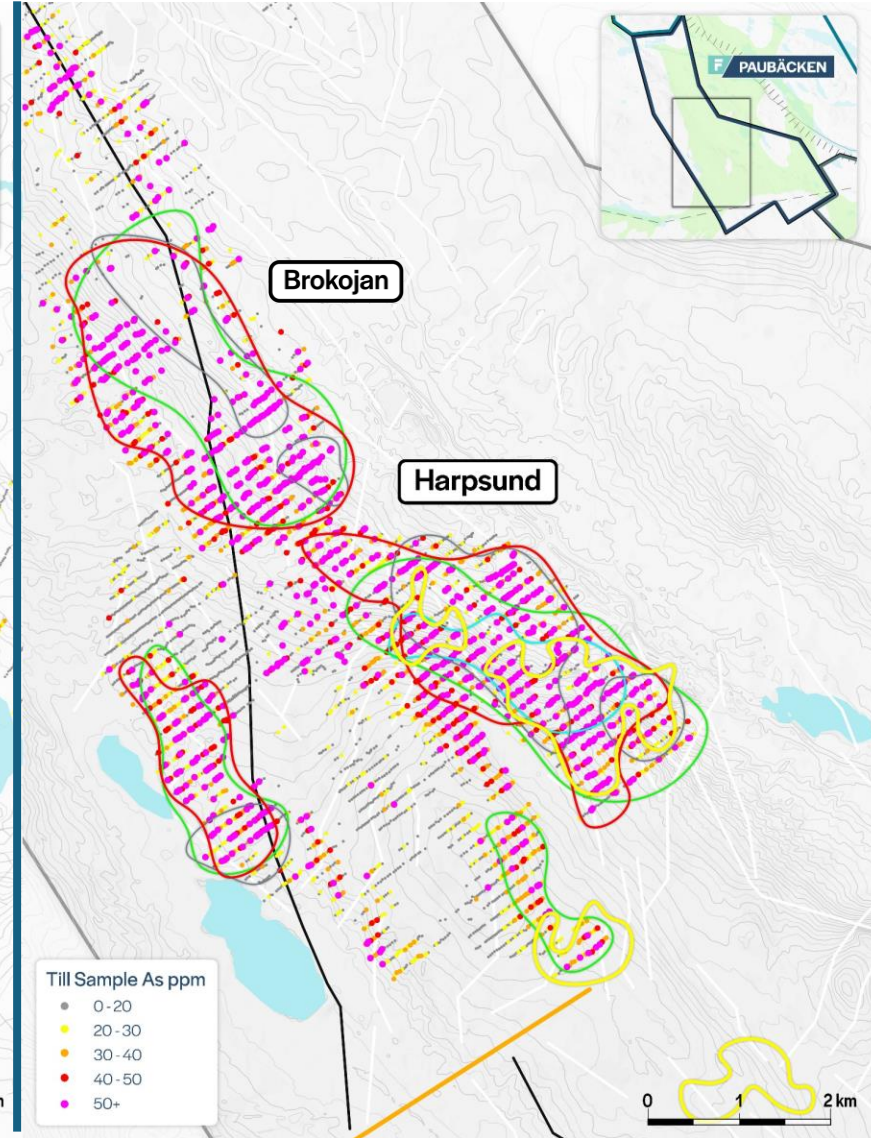 F PAUBÄCKEN
Brokojan
Harpsund
Till Sample As ppm
0-20
20-30
30-40
40-50
50+
0 1 2 km